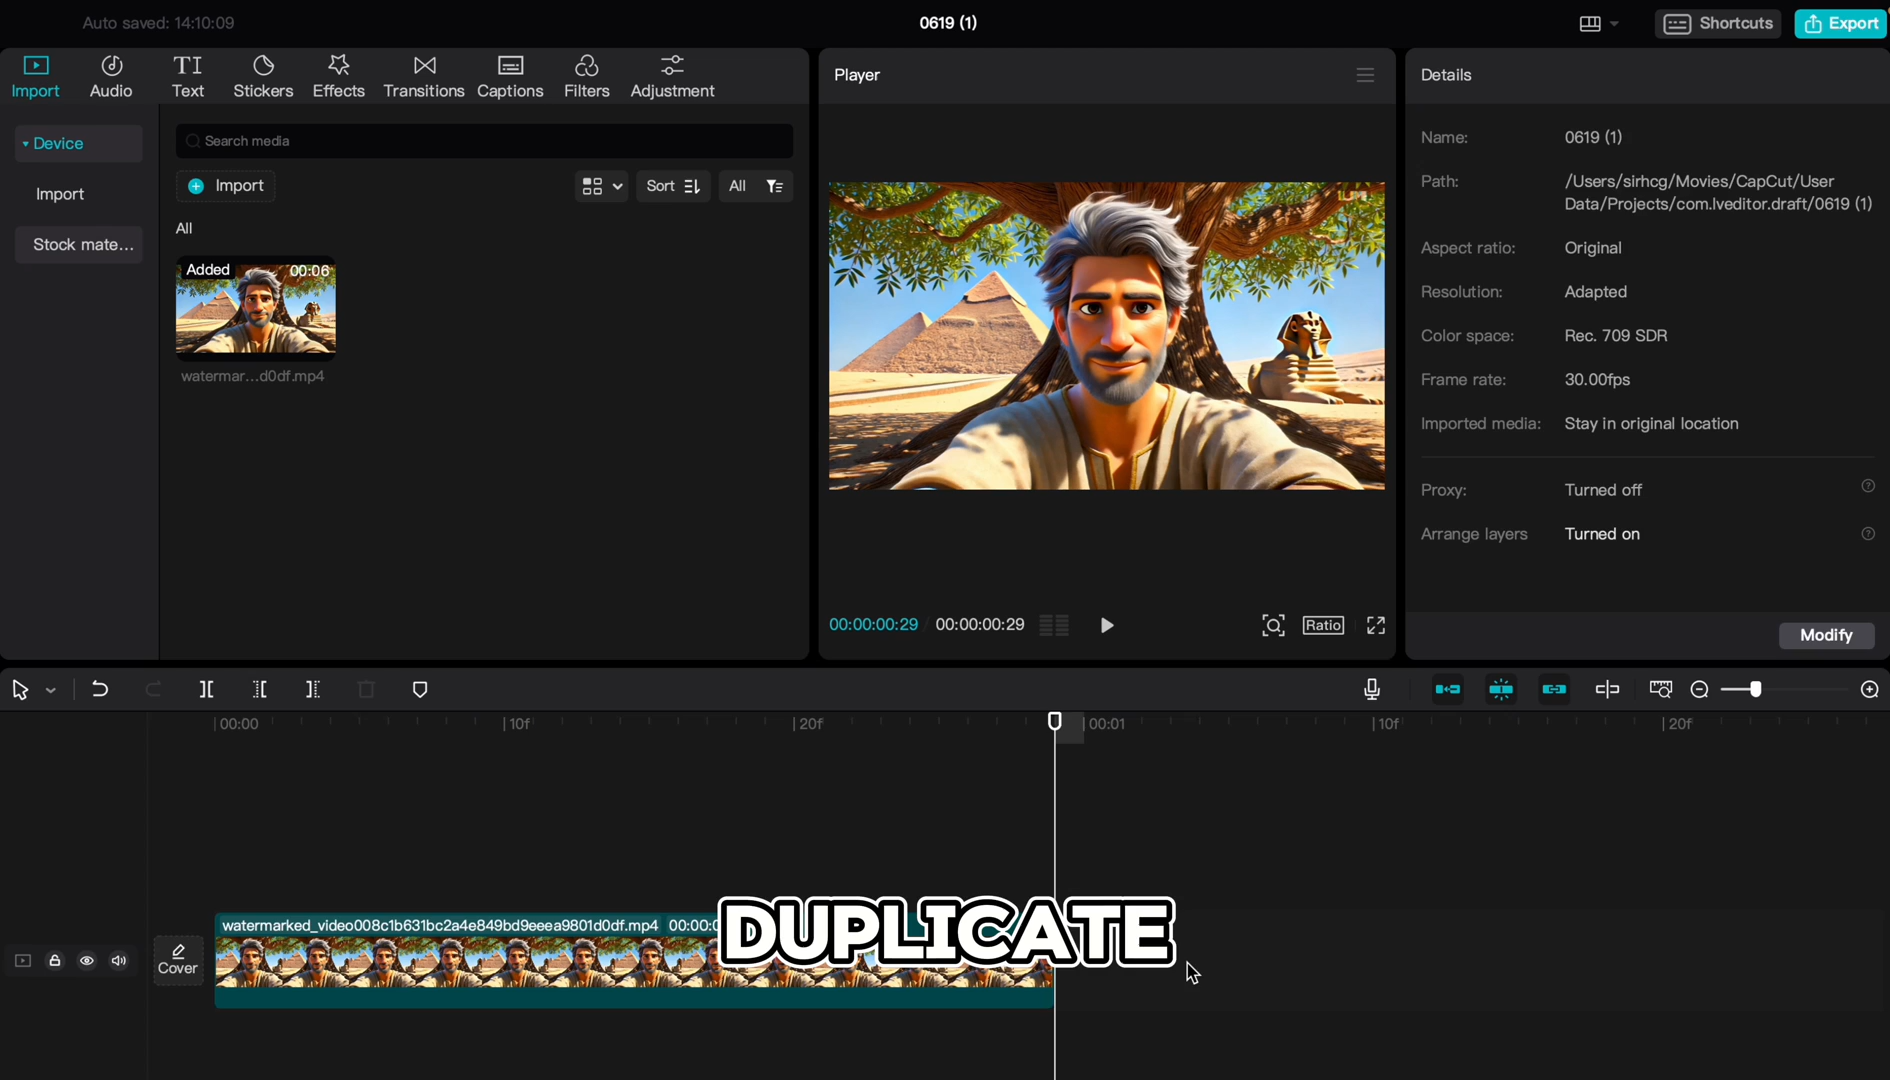 Auto saved: 14:10:09
0619 (1)
Shortcuts
Export
Import
Audio
Text
Stickers
Effects
Transitions
Captions
Filters
Adjustment
Player
Details
Device
Import
Stock mate...
Search media
Import
Sort
All
All
Added 00:06
watermar...d0df.mp4
Name: 0619 (1)
Path: /Users/sirhcg/Movies/CapCut/User
Data/Projects/com.lveditor.draft/0619 (1)
Aspect ratio: Original
Resolution: Adapted
Color space: Rec. 709 SDR
Frame rate: 30.00fps
Imported media: Stay in original location
Proxy: Turned off
Arrange layers Turned on
Modify
00:00:00:29 00:00:00:29
Ratio
00:00 10f 20f 00:01 10f 20f
DUPLICATE
Cover